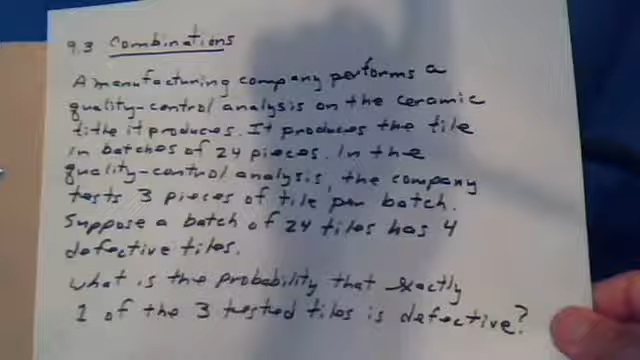 9.3 Combinations
A manufacturing company performs a
quality-control analysis on the ceramic
tithe it produces. It produces the tile
in batches of 24 pieces. In the
quality-control analysis, the company
tests 3 pieces of tile per batch.
Suppose a batch of 24 tiles has 4
defective tiles.
What is the probability that exactly
1 of the 3 tested tiles is defective?